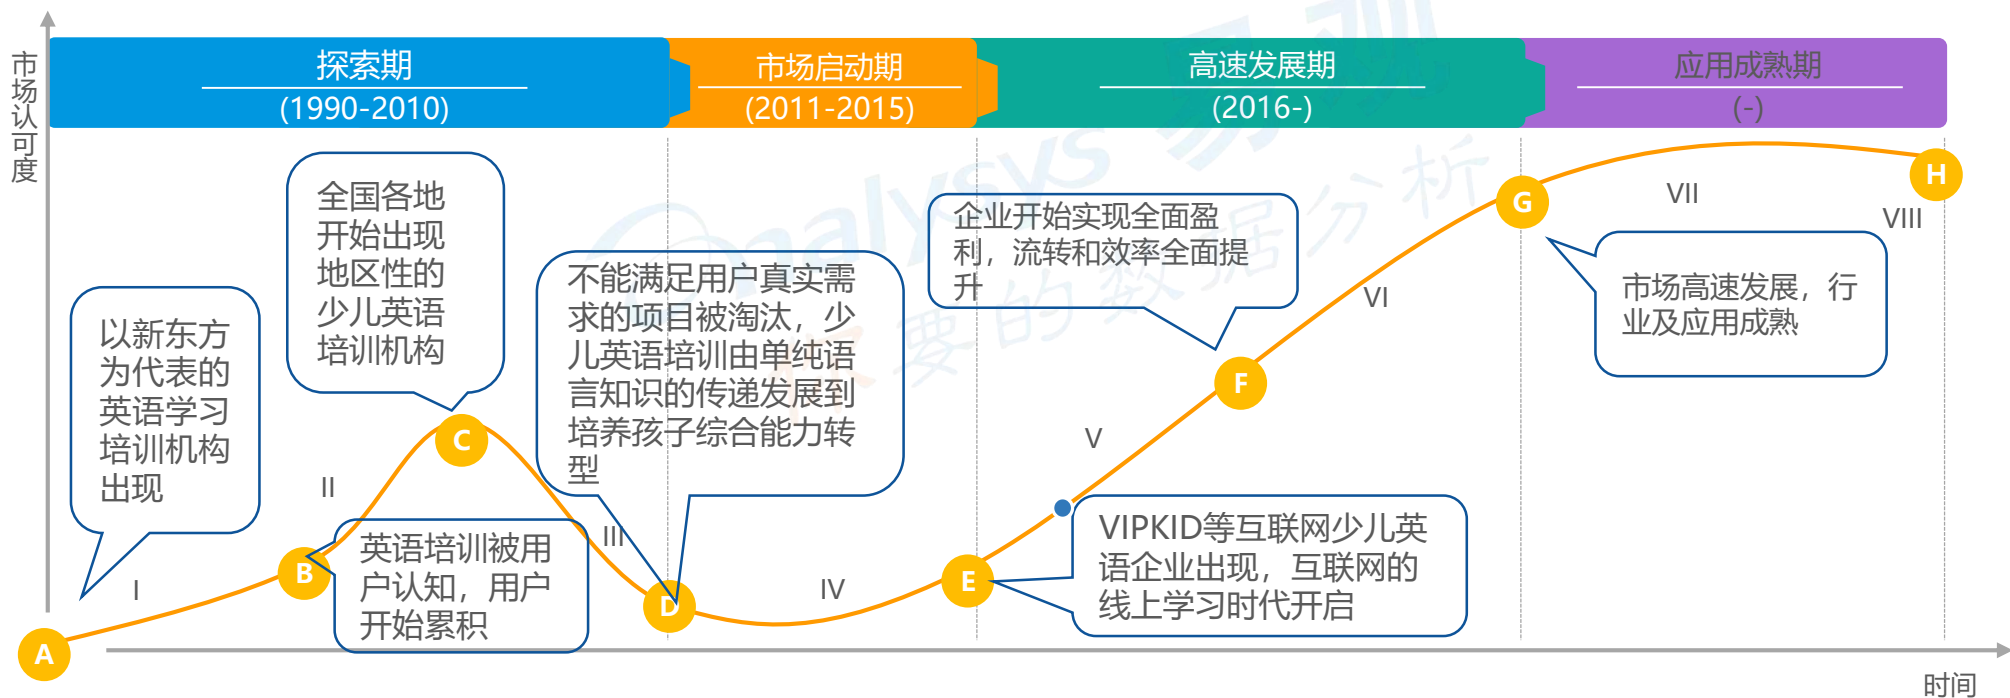 市场认可度
探索期
(1990-2010)
市场启动期
(2011-2015)
高速发展期
(2016-)
应用成熟期
(-)
以新东方
为代表的
英语学习
培训机构
出现
全国各地
开始出现
地区性的
少儿英语
培训机构
不能满足用户真实需
求的项目被淘汰，少
儿英语培训由单纯语
言知识的传递发展到
培养孩子综合能力转
型
企业开始实现全面盈
利，流转和效率全面提
升
市场高速发展，行
业及应用成熟
英语培训被用
户认知，用户
开始累积
VIPKID等互联网少儿英
语企业出现，互联网的
线上学习时代开启
A
I
B
II
C
III
D
IV
E
V
F
VI
G
VII
VIII
H
时间
analysys 易观
你要的数据分析